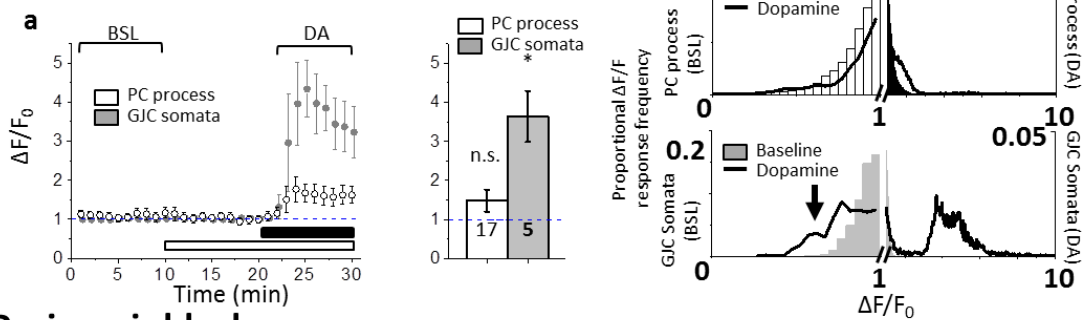 a
BSL
DA
PC process
GJC somata
ΔF/F0
5
4
3
2
1
0
0
5
10
15
20
25
30
Time (min)
PC process
GJC somata
*
5
4
3
2
1
0
n.s.
17
5
Proportional ΔF/F
response frequency
Dopamine
PC process
(BSL)
0
1
10
0.05
0.2
Baseline
Dopamine
GJC Somata
(BSL)
GJC Somata (DA)
0
1
10
ΔF/F0